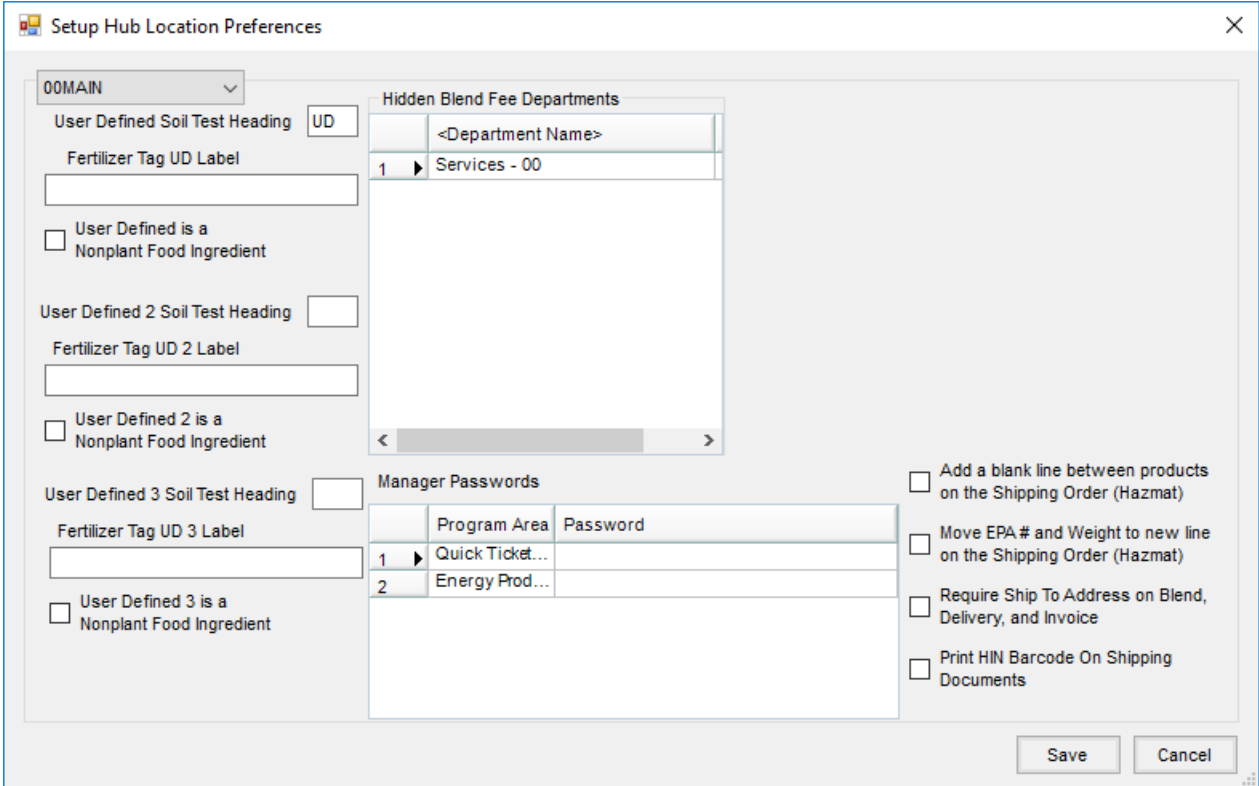 Setup Hub Location Preferences
00MAIN
User Defined Soil Test Heading UD
Fertilizer Tag UD Label
User Defined is a
Nonplant Food Ingredient
User Defined 2 Soil Test Heading
Fertilizer Tag UD 2 Label
User Defined 2 is a
Nonplant Food Ingredient
User Defined 3 Soil Test Heading
Fertilizer Tag UD 3 Label
User Defined 3 is a
Nonplant Food Ingredient
Hidden Blend Fee Departments
<Department Name>
1 Services - 00
Manager Passwords
Program Area Password
1 Quick Ticket...
2 Energy Prod...
Add a blank line between products
on the Shipping Order (Hazmat)
Move EPA # and Weight to new line
on the Shipping Order (Hazmat)
Require Ship To Address on Blend,
Delivery, and Invoice
Print HIN Barcode On Shipping
Documents
Save Cancel